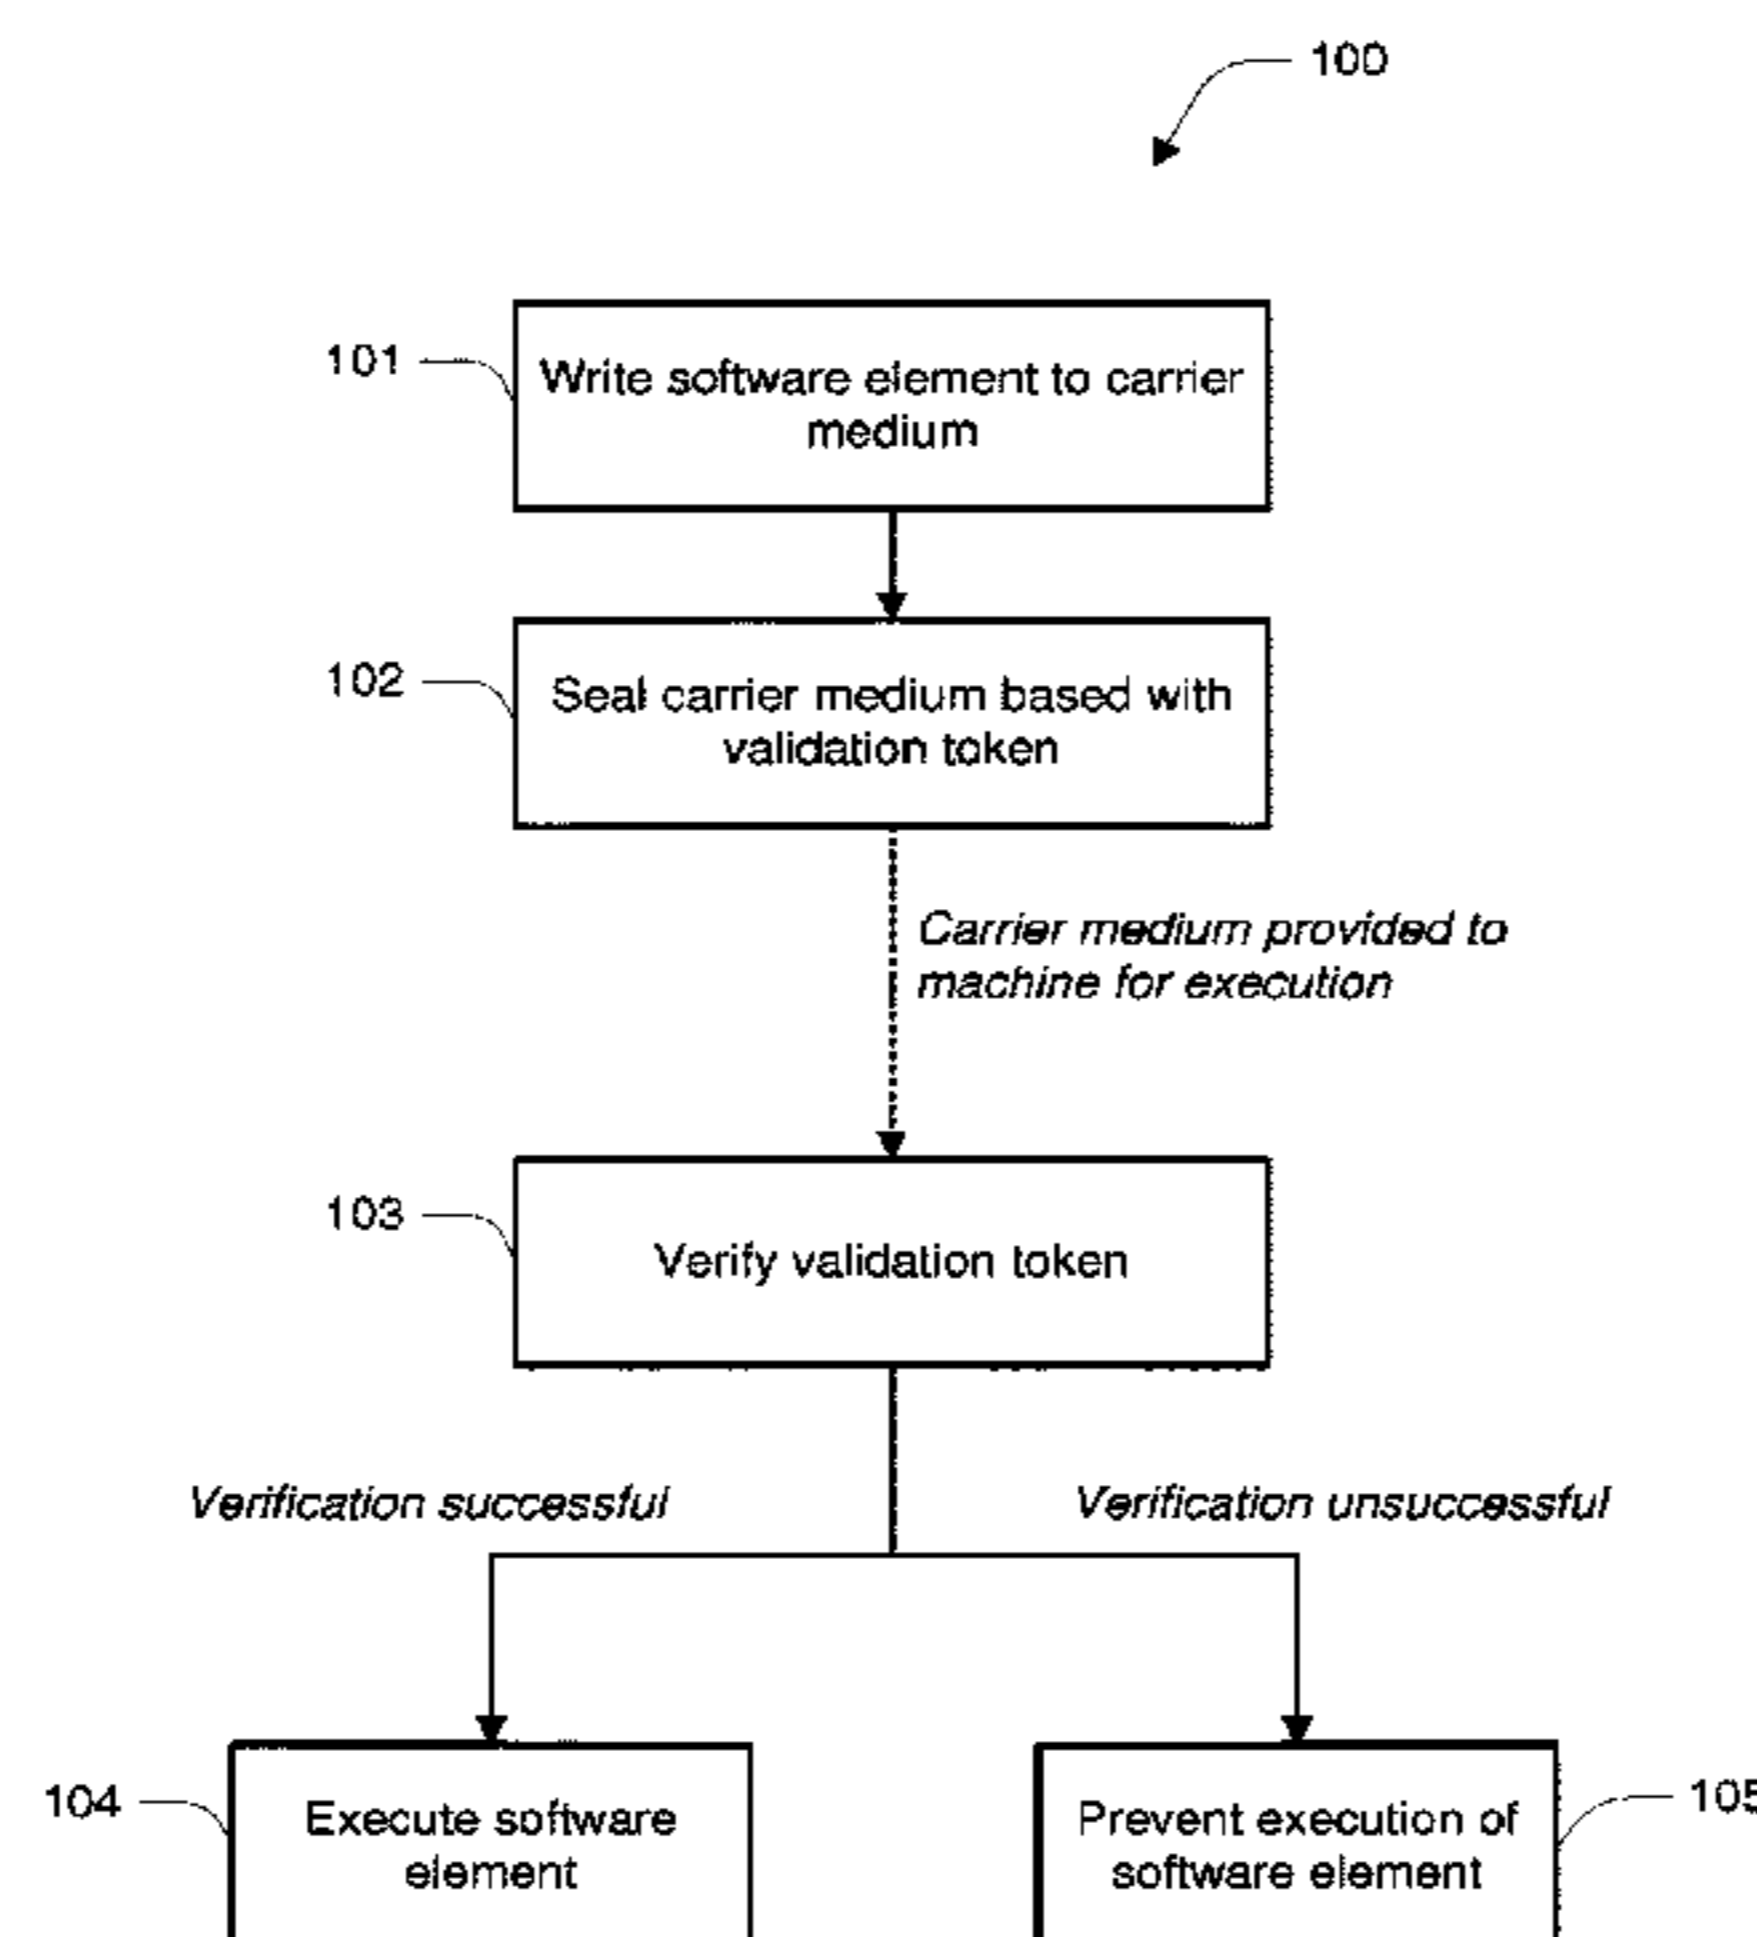 100
101
Write software element to carrier
medium
102
Seal carrier medium based with
validation token
Carrier medium provided to
machine for execution
103
Verify validation token
Verification successful
Verification unsuccessful
104
Execute software
element
Prevent execution of
software element
105